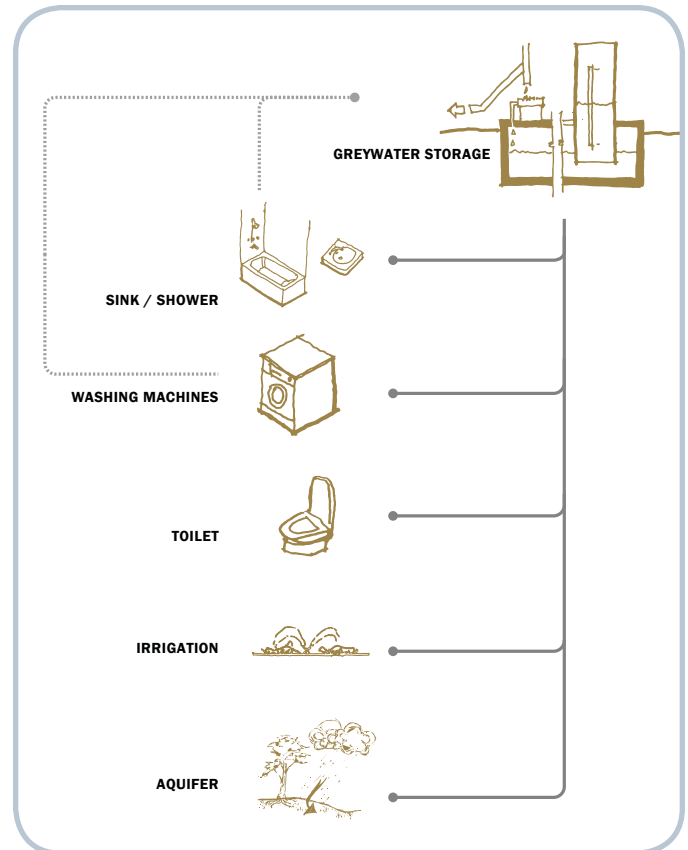 GREYWATER STORAGE
SINK / SHOWER
WASHING MACHINES
TOILET
IRRIGATION
AQUIFER